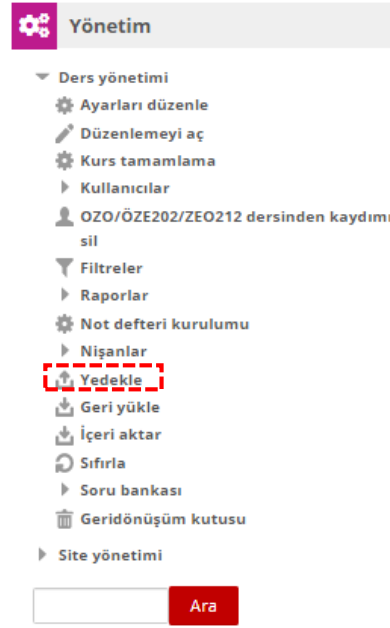 Yönetim
Ders yönetimi
Ayarları düzenle
Düzenlemeyi aç
Kurs tamamlama
Kullanıcılar
OZO/ÖZE202/ZEO212 dersinden kaydımı
sil
Filtreler
Raporlar
Not defteri kurulumu
Nişanlar
Yedekle
Geri yükle
İçeri aktar
Sıfırla
Soru bankası
Geridönüşüm kutusu
Site yönetimi
Ara